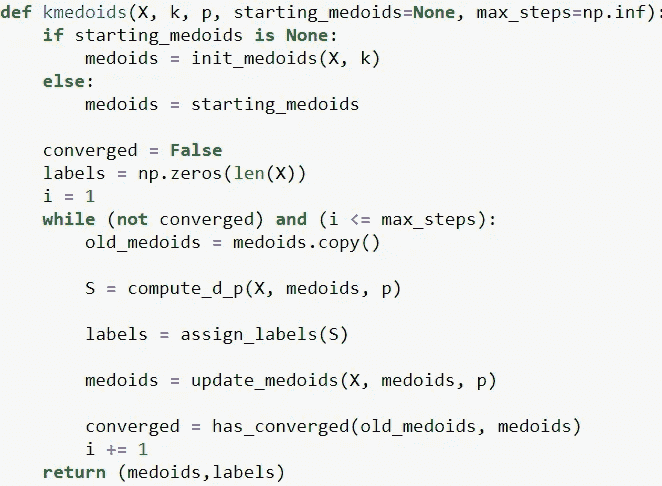 def kmedoids(X, k, p, starting_medoids=None, max_steps=np.inf):
    if starting_medoids is None:
        medoids = init_medoids(X, k)
    else:
        medoids = starting_medoids

    converged = False
    labels = np.zeros(len(X))
    i = 1
    while (not converged) and (i <= max_steps):
        old_medoids = medoids.copy()

        S = compute_d_p(X, medoids, p)

        labels = assign_labels(S)

        medoids = update_medoids(X, medoids, p)

        converged = has_converged(old_medoids, medoids)
        i += 1
    return (medoids,labels)